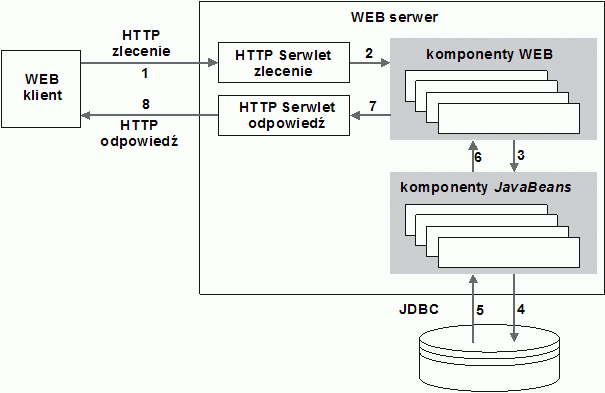 WEB serwer
HTTP
zlecenie
1
WEB
klient
8
HTTP
odpowiedź
HTTP Serwlet
zlecenie
2
HTTP Serwlet
odpowiedź
7
komponenty WEB
6
3
komponenty JavaBeans
JDBC
5
4